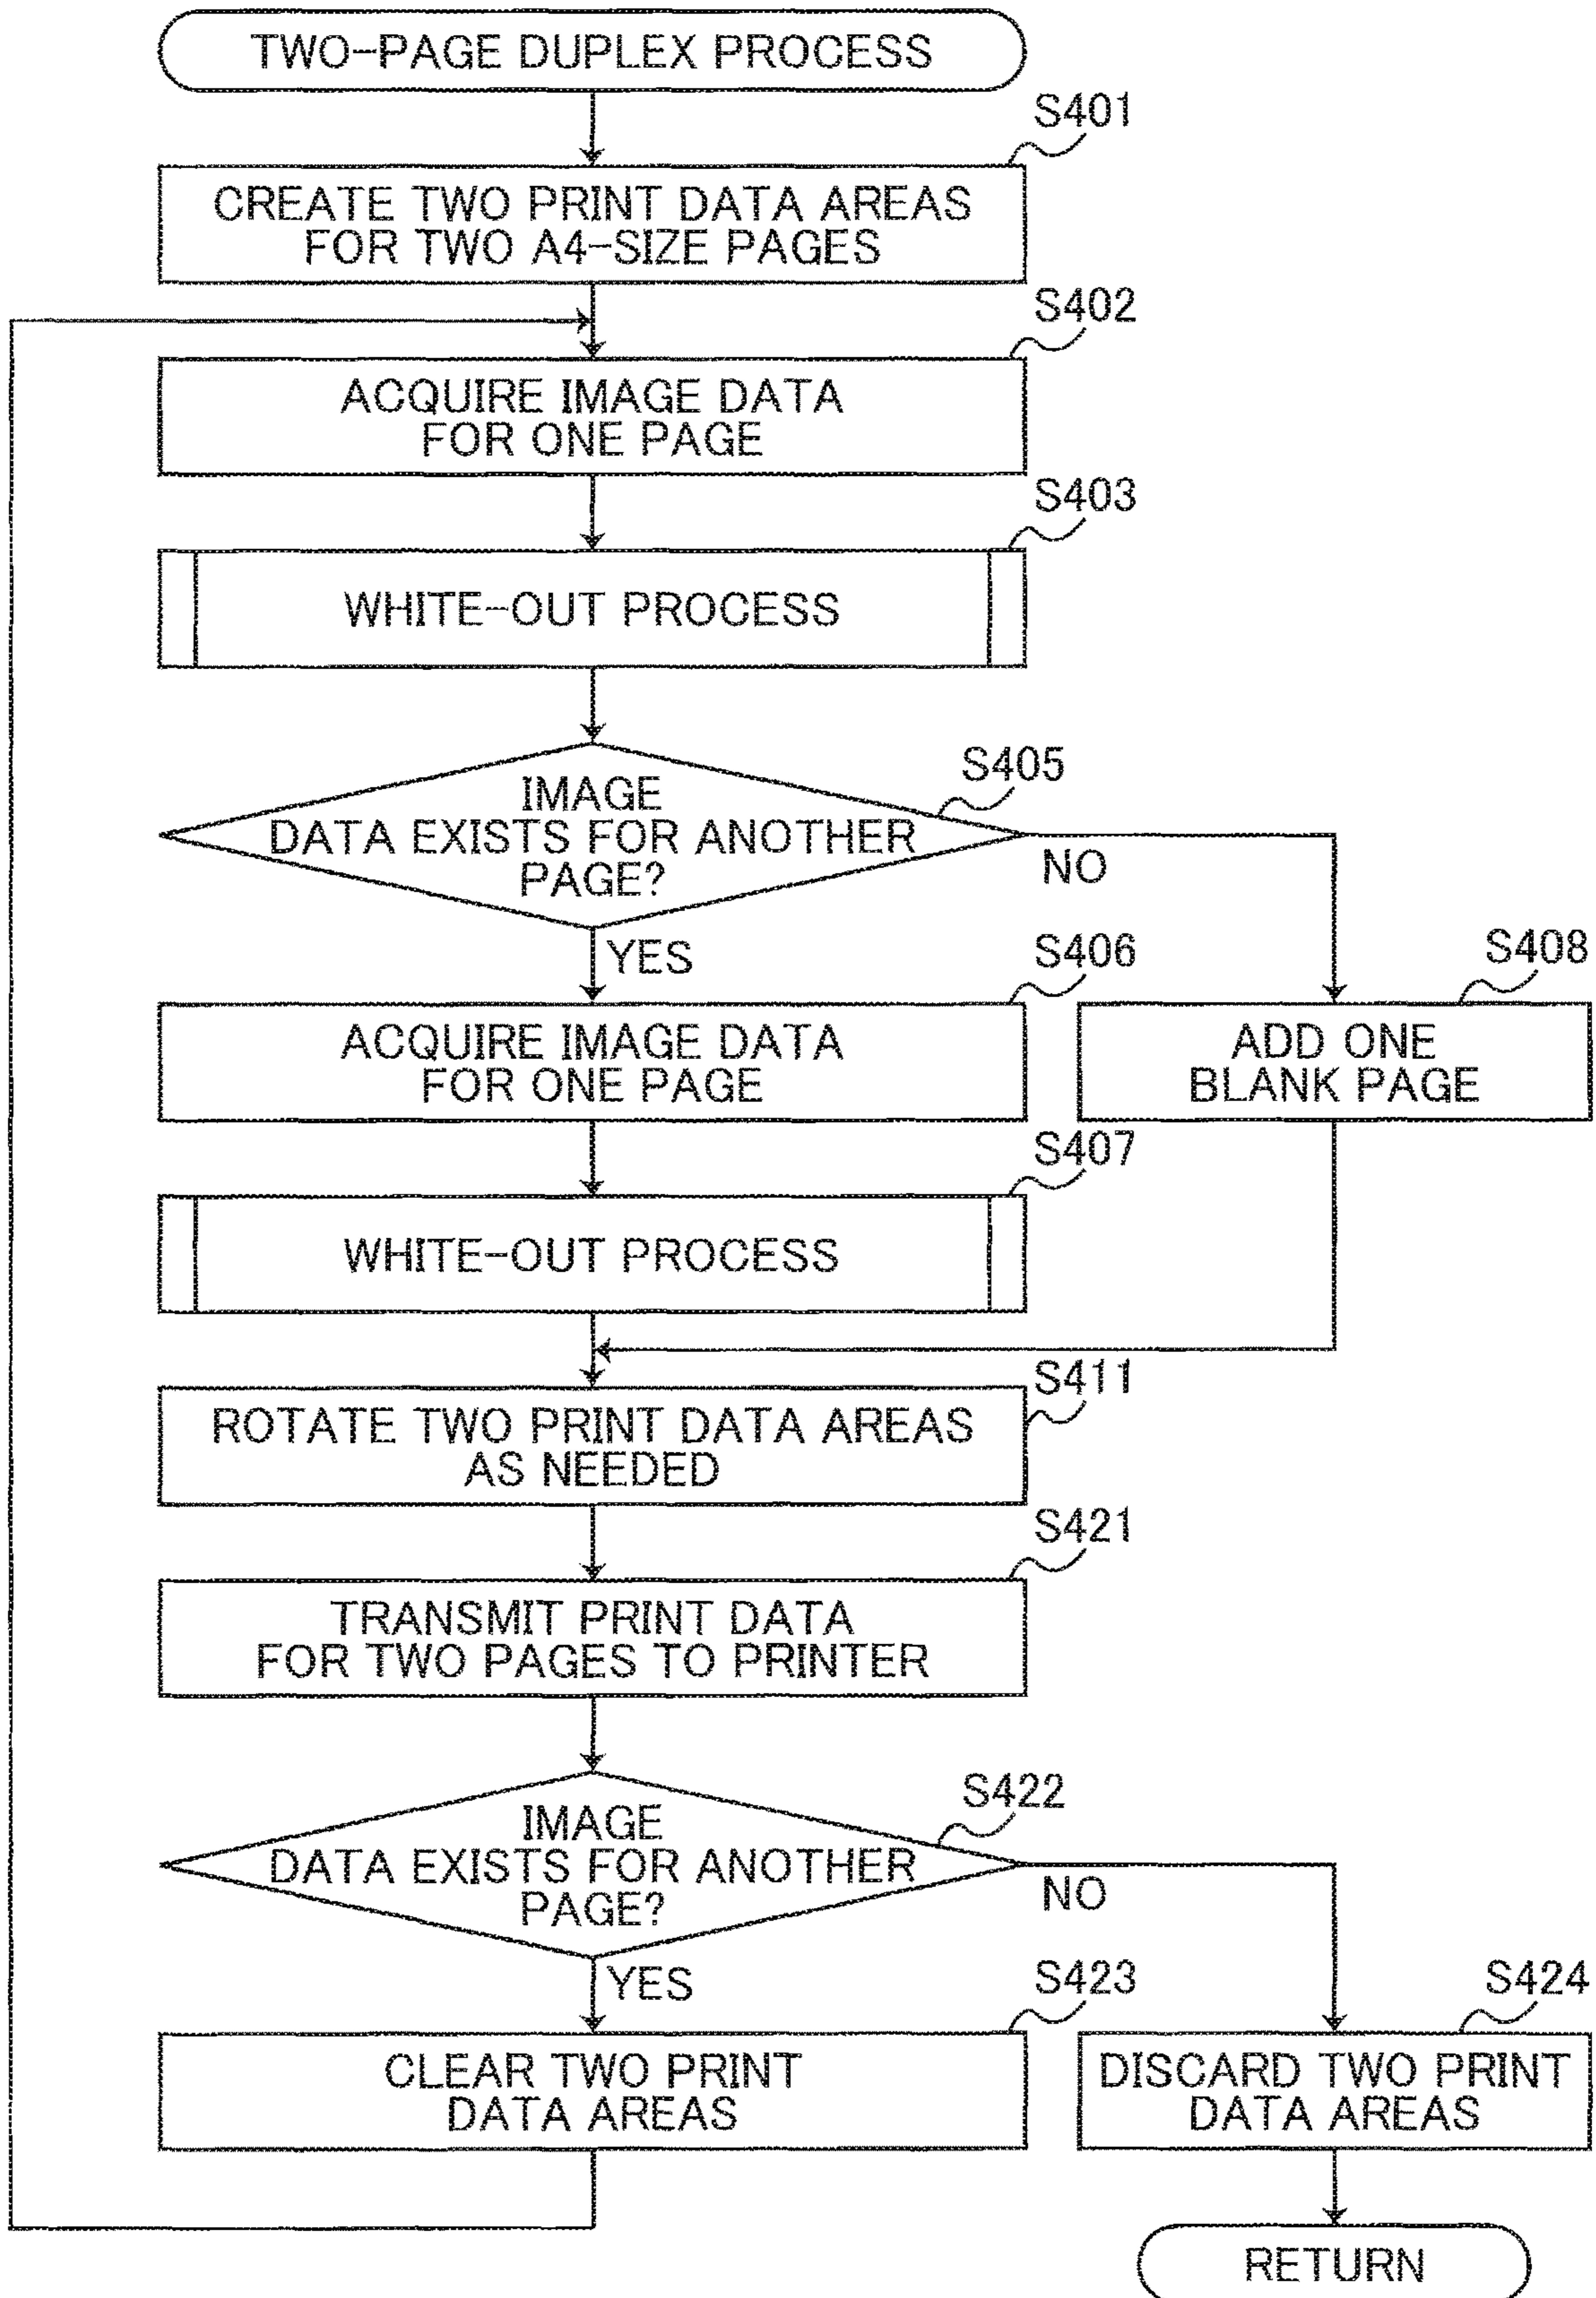 TWO-PAGE DUPLEX PROCESS
S401
CREATE TWO PRINT DATA AREAS
FOR TWO A4-SIZE PAGES
S402
ACQUIRE IMAGE DATA
FOR ONE PAGE
S403
WHITE-OUT PROCESS
S405
IMAGE
DATA EXISTS FOR ANOTHER
PAGE?
NO
YES
S406
ACQUIRE IMAGE DATA
FOR ONE PAGE
S408
ADD ONE
BLANK PAGE
S407
WHITE-OUT PROCESS
S411
ROTATE TWO PRINT DATA AREAS
AS NEEDED
S421
TRANSMIT PRINT DATA
FOR TWO PAGES TO PRINTER
S422
IMAGE
DATA EXISTS FOR ANOTHER
PAGE?
NO
YES
S423
CLEAR TWO PRINT
DATA AREAS
S424
DISCARD TWO PRINT
DATA AREAS
RETURN